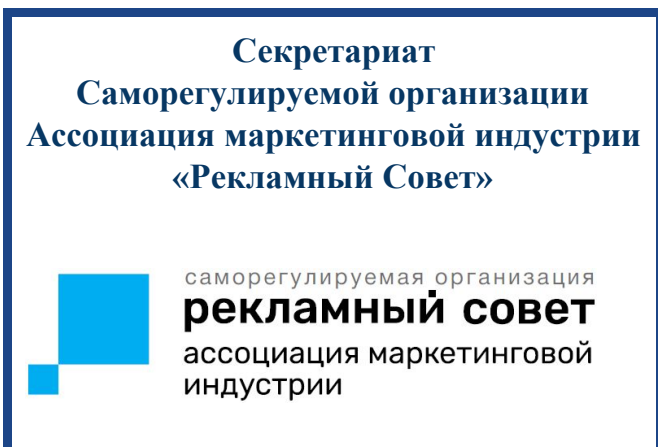 Секретариат
Саморегулируемой организации
Ассоциация маркетинговой индустрии
«Рекламный Совет»
саморегулируемая организация
рекламный совет
ассоциация маркетинговой
индустрии